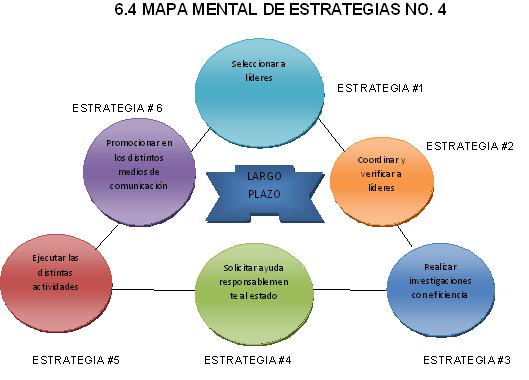 6.4 MAPA MENTAL DE ESTRATEGIAS NO. 4
Seleccionar a
lideres
ESTRATEGIA #1
ESTRATEGIA # 6
Promocionar en
los distintos
medios de
comunicación
ESTRATEGIA #2
Coordinar y
verificar a
lideres
LARGO
PLAZO
Ejecutar las
distintas
actividades
Solicitar ayuda
responsablemen
te al estado
Realizar
investigaciones
con eficiencia
ESTRATEGIA #5
ESTRATEGIA #4
ESTRATEGIA #3